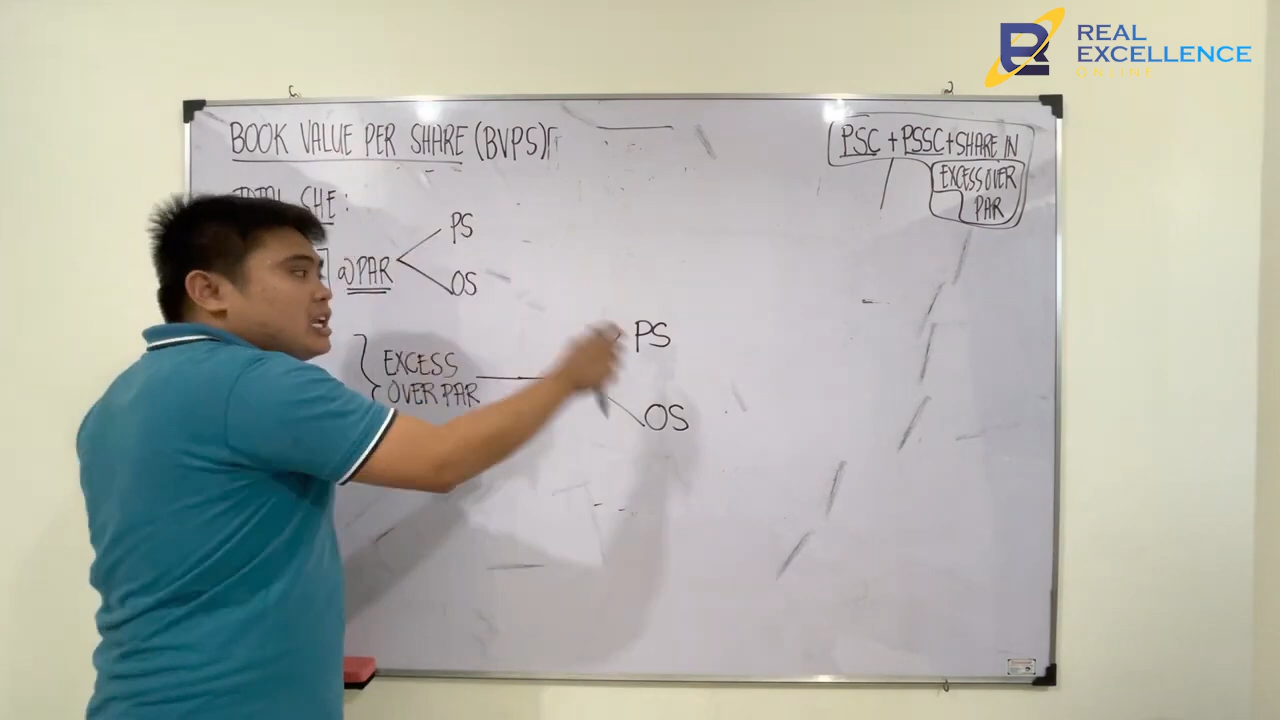 REAL
EXCELLENCE
ONLINE
BOOK VALUE PER SHARE (BVPS)
PSC + PSSC + SHARE IN
EXCESS OVER
PAR
TOTAL SHE:
@PAR
PS
OS
EXCESS
OVER PAR
PS
OS